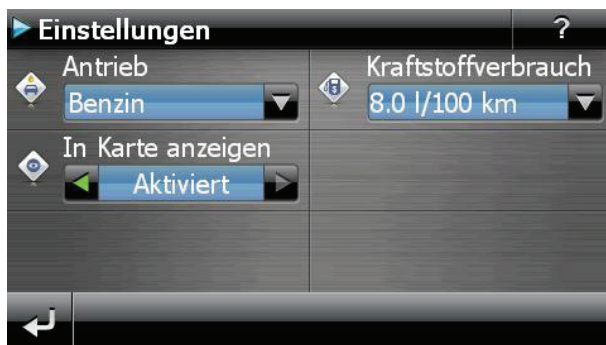 Einstellungen ?
Antrieb
Benzin
Kraftstoffverbrauch
8.0 l/100 km
In Karte anzeigen
Aktiviert